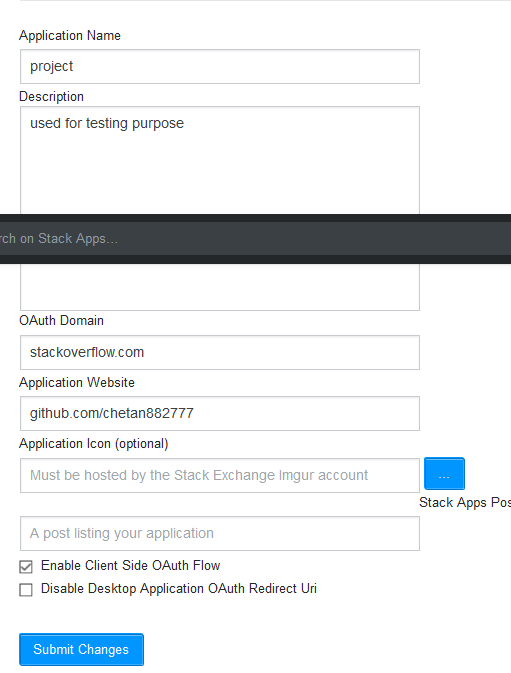 Application Name
project
Description
used for testing purpose
rch on Stack Apps...
OAuth Domain
stackoverflow.com
Application Website
github.com/chetan882777
Application Icon (optional)
Must be hosted by the Stack Exchange Imgur account
...
Stack Apps Pos
A post listing your application
Enable Client Side OAuth Flow
Disable Desktop Application OAuth Redirect Uri
Submit Changes